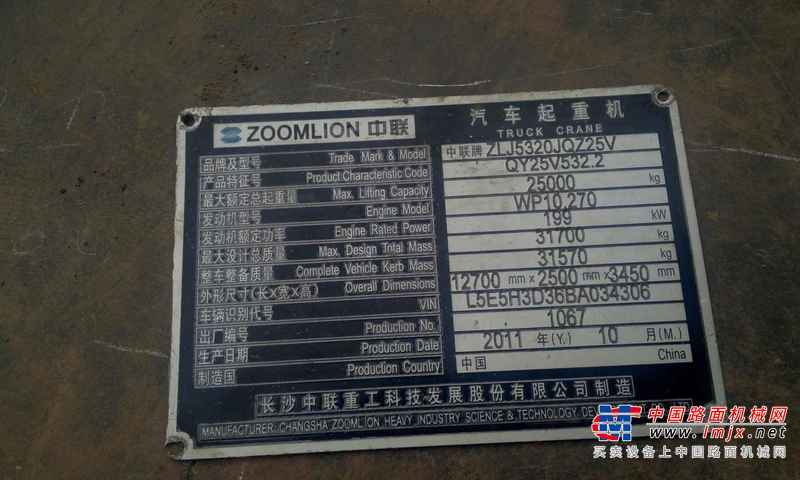 ZOOMLION 中联
汽车起重机
TRUCK CRANE
品牌及型号 Trade Mark & Model 中联牌 ZLJ5320JQZ25V
产品特征号 Product Characteristic Code QY25V532.2
最大额定总起重量 Max. Lifting Capacity 25000 kg
发动机型号 Engine Model WP10.270
发动机额定功率 Engine Rated Power 199 kW
最大设计总质量 Max. Design Total Mass 31700 kg
整车整备质量 Complete Vehicle Kerb Mass 31570 kg
外形尺寸(长X宽X高) Overall Dimensions 12700 mm x 2500 mm x 3450 mm
车辆识别代号 VIN L5E5H3D36BA034306
出厂编号 Production No. 1067
生产日期 Production Date 2011 年(Y.) 10 月(M.)
制造国 Production Country 中国 China
长沙中联重工科技发展股份有限公司制造
MANUFACTURER: CHANGSHA ZOOMLION HEAVY INDUSTRY SCIENCE & TECHNOLOGY
中国路面机械网
www.lmjx.net
买卖设备上中国路面机械网